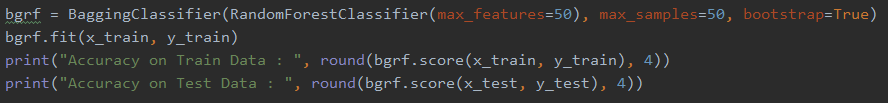 bgrf = BaggingClassifier(RandomForestClassifier(max_features=50), max_samples=50, bootstrap=True)
bgrf.fit(x_train, y_train)
print("Accuracy on Train Data : ", round(bgrf.score(x_train, y_train), 4))
print("Accuracy on Test Data : ", round(bgrf.score(x_test, y_test), 4))